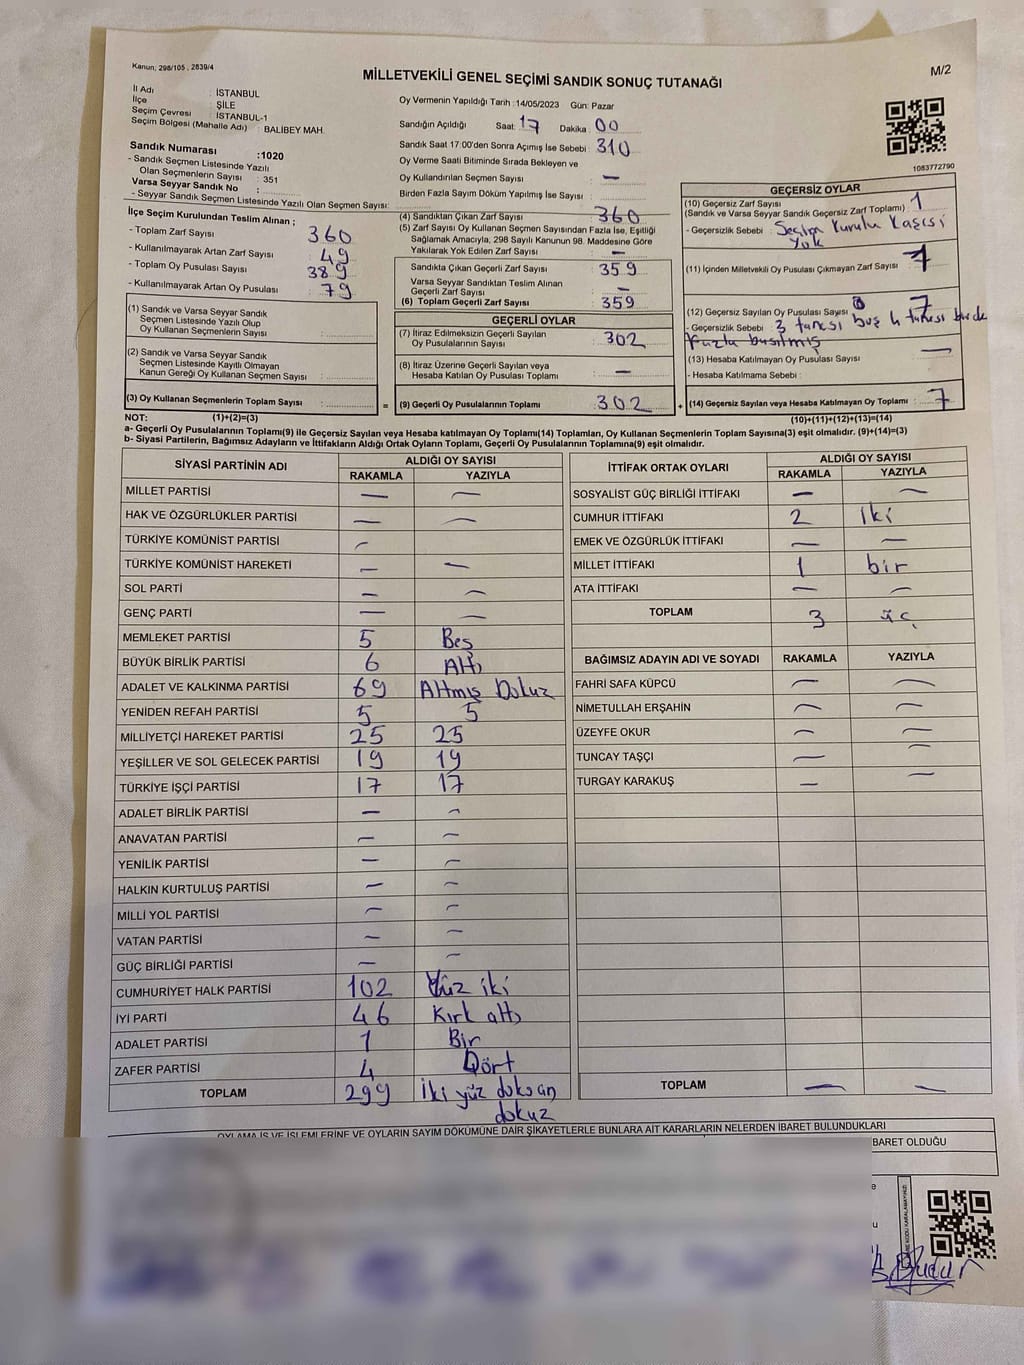 Kanun; 298/105 , 2839/4
MİLLETVEKİLİ GENEL SEÇİMİ SANDIK SONUÇ TUTANAĞI
M/2
İl Adı : İSTANBUL
İlçe : ŞİLE
Seçim Çevresi : İSTANBUL-1
Seçim Bölgesi (Mahalle Adı) : BALİBEY MAH.
Sandık Numarası :1020
- Sandık Seçmen Listesinde Yazılı
Olan Seçmenlerin Sayısı : 351
Varsa Seyyar Sandık No :
- Seyyar Sandık Seçmen Listesinde Yazılı Olan Seçmen Sayısı:
Oy Vermenin Yapıldığı Tarih :14/05/2023 Gün: Pazar
Sandığın Açıldığı Saat: 17 Dakika : 00
Sandık Saat 17:00'den Sonra Açımış İse Sebebi : 310
Oy Verme Saati Bitiminde Sırada Bekleyen ve
Oy Kullandırılan Seçmen Sayısı : —
Birden Fazla Sayım Döküm Yapılmış İse Sayısı :
1083772790
İlçe Seçim Kurulundan Teslim Alınan ;
- Toplam Zarf Sayısı 360
- Kullanılmayarak Artan Zarf Sayısı 49
- Toplam Oy Pusulası Sayısı 389
- Kullanılmayarak Artan Oy Pusulası : 79
(4) Sandıktan Çıkan Zarf Sayısı : 360
(5) Zarf Sayısı Oy Kullanan Seçmen Sayısından Fazla İse, Eşitliği
Sağlamak Amacıyla, 298 Sayılı Kanunun 98. Maddesine Göre
Yakılarak Yok Edilen Zarf Sayısı : —
Sandıkta Çıkan Geçerli Zarf Sayısı : 359
Varsa Seyyar Sandıktan Teslim Alınan
Geçerli Zarf Sayısı : —
(6) Toplam Geçerli Zarf Sayısı : 359
GEÇERSİZ OYLAR
(10) Geçersiz Zarf Sayısı
(Sandık ve Varsa Seyyar Sandık Geçersiz Zarf Toplamı) : 1
- Geçersizlik Sebebi : Seçim Kurulu Kaşesi
Yok
(11) İçinden Milletvekili Oy Pusulası Çıkmayan Zarf Sayısı :
(12) Geçersiz Sayılan Oy Pusulası Sayısı 7
- Geçersizlik Sebebi : 3 tanesi boş 4 tanesi birde
fazla basılmış
(13) Hesaba Katılmayan Oy Pusulası Sayısı : —
- Hesaba Katılmama Sebebi :
(14) Geçersiz Sayılan veya Hesaba Katılmayan Oy Toplamı : 7
(1) Sandık ve Varsa Seyyar Sandık
Seçmen Listesinde Yazılı Olup
Oy Kullanan Seçmenlerin Sayısı :
(2) Sandık ve Varsa Seyyar Sandık
Seçmen Listesinde Kayıtlı Olmayan
Kanun Gereği Oy Kullanan Seçmen Sayısı :
(3) Oy Kullanan Seçmenlerin Toplam Sayısı : =
GEÇERLİ OYLAR
(7) İtiraz Edilmeksizin Geçerli Sayılan
Oy Pusulalarının Sayısı : 302
(8) İtiraz Üzerine Geçerli Sayılan veya
Hesaba Katılan Oy Pusulası Toplamı : —
(9) Geçerli Oy Pusulalarının Toplamı : 302 +
NOT: (1)+(2)=(3) (10)+(11)+(12)+(13)=(14)
a- Geçerli Oy Pusulalarının Toplamı(9) ile Geçersiz Sayılan veya Hesaba Katılmayan Oy Toplamı(14) Toplamları, Oy Kullanan Seçmenlerin Toplam Sayısına(3) eşit olmalıdır. (9)+(14)=(3)
b- Siyasi Partilerin, Bağımsız Adayların ve İttifakların Aldığı Ortak Oyların Toplamı, Geçerli Oy Pusulalarının Toplamına(9) eşit olmalıdır.
SİYASİ PARTİNİN ADI ALDIĞI OY SAYISI
RAKAMLA YAZIYLA
MİLLET PARTİSİ — —
HAK VE ÖZGÜRLÜKLER PARTİSİ — —
TÜRKİYE KOMÜNİST PARTİSİ —
TÜRKİYE KOMÜNİST HAREKETİ — —
SOL PARTİ — —
GENÇ PARTİ — —
MEMLEKET PARTİSİ 5 Beş
BÜYÜK BİRLİK PARTİSİ 6 Altı
ADALET VE KALKINMA PARTİSİ 69 Altmış Dokuz
YENİDEN REFAH PARTİSİ 5 5
MİLLİYETÇİ HAREKET PARTİSİ 25 25
YEŞİLLER VE SOL GELECEK PARTİSİ 19 19
TÜRKİYE İŞÇİ PARTİSİ 17 17
ADALET BİRLİK PARTİSİ — —
ANAVATAN PARTİSİ — —
YENİLİK PARTİSİ — —
HALKIN KURTULUŞ PARTİSİ — —
MİLLİ YOL PARTİSİ — —
VATAN PARTİSİ — —
GÜÇ BİRLİĞİ PARTİSİ — —
CUMHURİYET HALK PARTİSİ 102 Yüz iki
İYİ PARTİ 46 Kırk altı
ADALET PARTİSİ 1 Bir
ZAFER PARTİSİ 4 Dört
TOPLAM 299 İki yüz doksan
dokuz
İTTİFAK ORTAK OYLARI ALDIĞI OY SAYISI
RAKAMLA YAZIYLA
SOSYALİST GÜÇ BİRLİĞİ İTTİFAKI — —
CUMHUR İTTİFAKI 2 iki
EMEK VE ÖZGÜRLÜK İTTİFAKI — —
MİLLET İTTİFAKI 1 bir
ATA İTTİFAKI — —
TOPLAM 3 üç
BAĞIMSIZ ADAYIN ADI VE SOYADI RAKAMLA YAZIYLA
FAHRİ SAFA KÜPCÜ — —
NİMETULLAH ERŞAHİN — —
ÜZEYFE OKUR — —
TUNCAY TAŞÇI — —
TURGAY KARAKUŞ — —
TOPLAM — —
OYLAMA İŞ VE İŞLEMLERİNE VE OYLARIN SAYIM DÖKÜMÜNE DAİR ŞİKAYETLERLE BUNLARA AİT KARARLARIN NELERDEN İBARET BULUNDUKLARI
BARET OLDUĞU